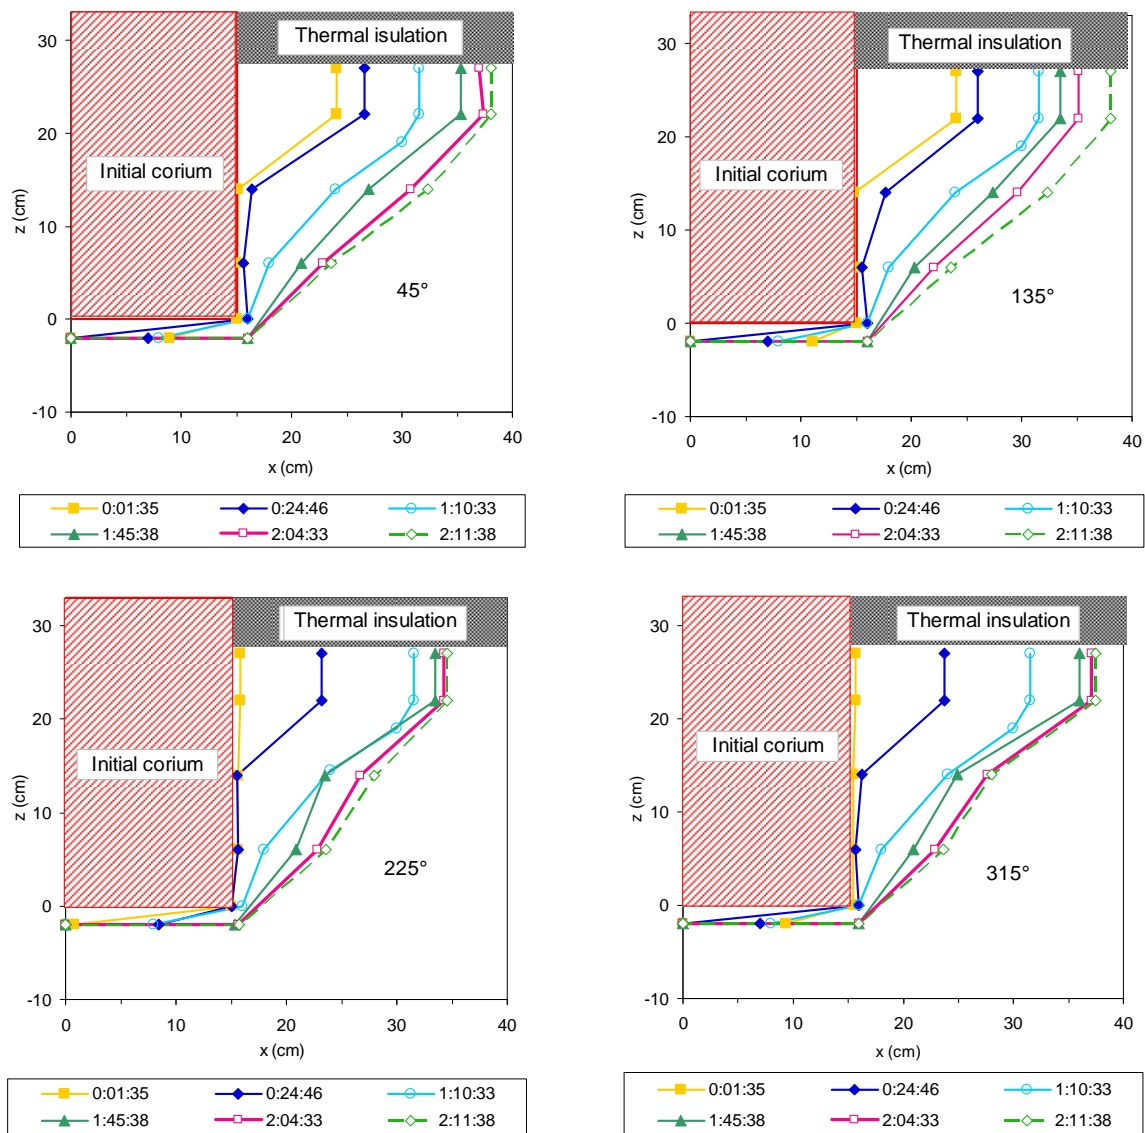 Thermal isulation
Initial corium
45°
z (cm)
30
20
10
0
-10
0 10 20 30 40
x (cm)
0:01:35 0:24:46 1:10:33
1:45:38 2:04:33 2:11:38
Thermal insulation
Initial corium
135°
z (cm)
30
20
10
0
-10
0 10 20 30 40
x (cm)
0:01:35 0:24:46 1:10:33
1:45:38 2:04:33 2:11:38
Thermal insulation
Initial corium
225°
z (cm)
30
20
10
0
-10
0 10 20 30 40
x (cm)
0:01:35 0:24:46 1:10:33
1:45:38 2:04:33 2:11:38
Thermal insulation
Initial corium
315°
z (cm)
30
20
10
0
-10
0 10 20 30 40
x (cm)
0:01:35 0:24:46 1:10:33
1:45:38 2:04:33 2:11:38